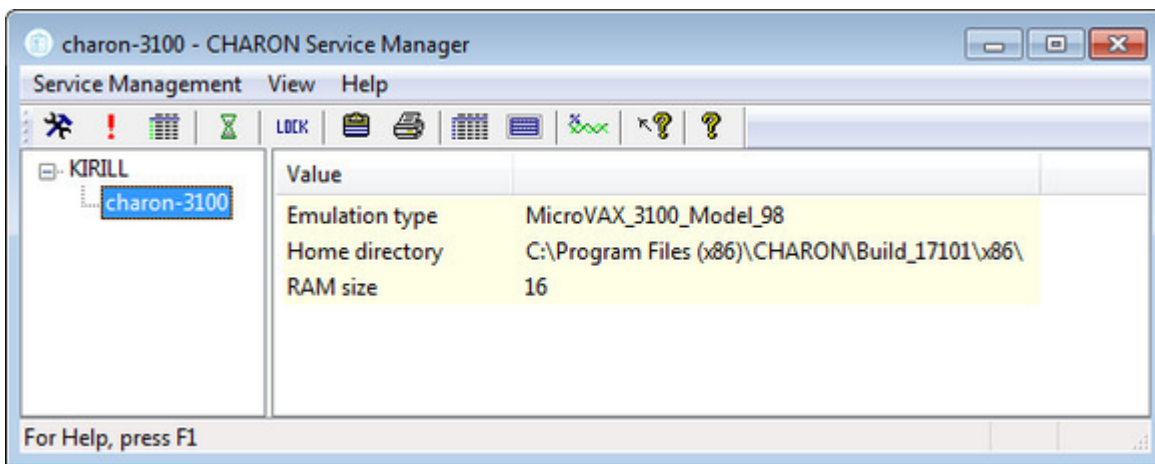 charon-3100 - CHARON Service Manager
Service Management View Help
LOCK
KIRILL
charon-3100
Value
Emulation type MicroVAX_3100_Model_98
Home directory C:\Program Files (x86)\CHARON\Build_17101\x86\
RAM size 16
For Help, press F1